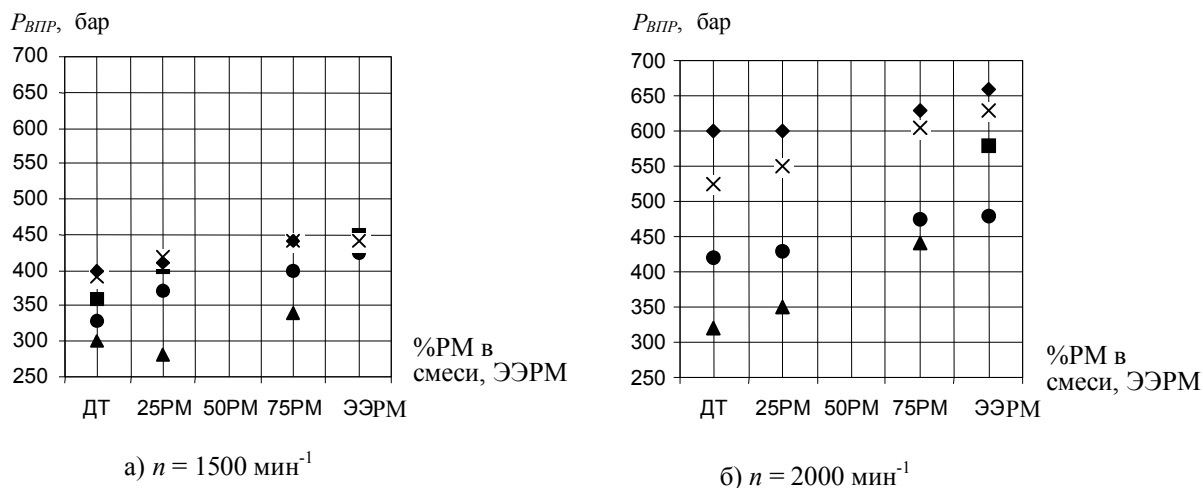 P_ВПР, бар
700
650
600
550
500
450
400
350
300
250
ДТ 25РМ 50РМ 75РМ ЭЭРМ
%РМ в
смеси, ЭЭРМ
а) n = 1500 мин⁻¹
P_ВПР, бар
700
650
600
550
500
450
400
350
300
250
ДТ 25РМ 50РМ 75РМ ЭЭРМ
%РМ в
смеси, ЭЭРМ
б) n = 2000 мин⁻¹